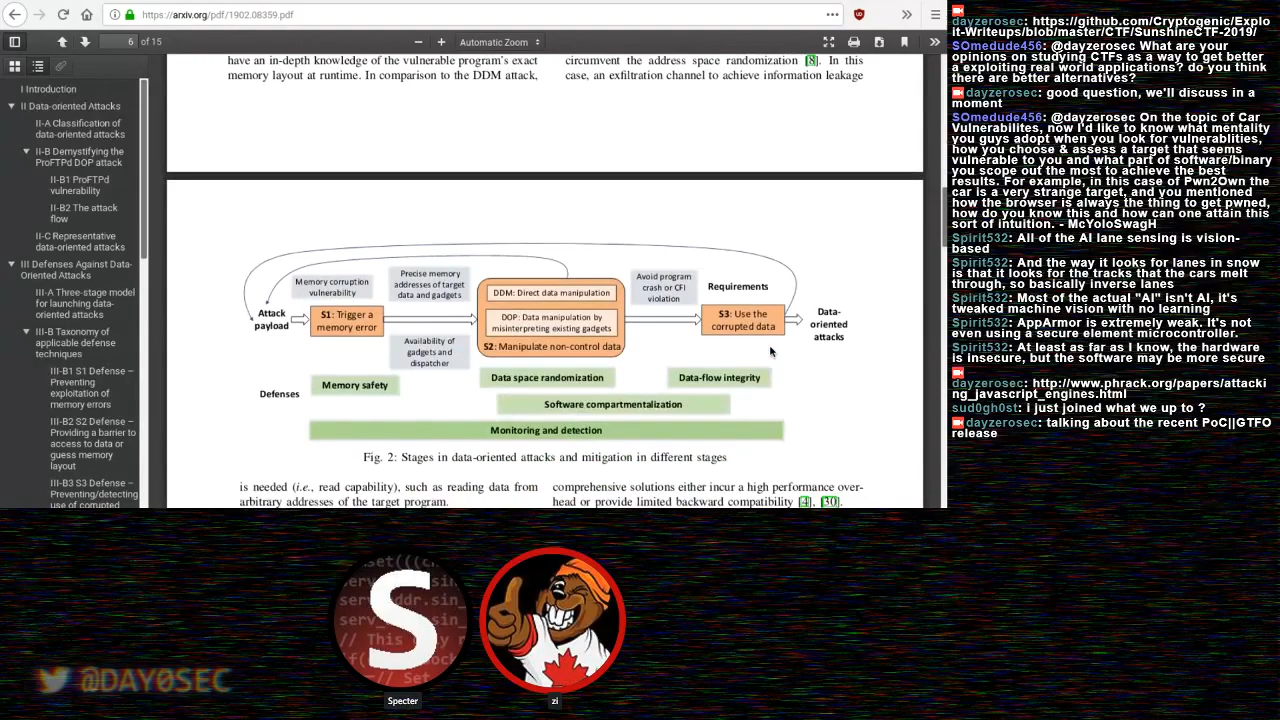 https://arxiv.org/pdf/1902.08359.pdf
6 of 15
Automatic Zoom
I Introduction
II Data-oriented Attacks
II-A Classification of
data-oriented attacks
II-B Demystifying the
ProFTPd DOP attack
II-B1 ProFTPd
vulnerability
II-B2 The attack
flow
II-C Representative
data-oriented attacks
III Defenses Against Data-
Oriented Attacks
III-A Three-stage model
for launching data-
oriented attacks
III-B Taxonomy of
applicable defense
techniques
III-B1 S1 Defense –
Preventing
exploitation of
memory errors
III-B2 S2 Defense –
Providing a barrier to
access to data or
guess memory
layout
III-B3 S3 Defense –
Preventing/detecting
use of corrupted
have an in-depth knowledge of the vulnerable program's exact
memory layout at runtime. In comparison to the DDM attack,
circumvent the address space randomization [8]. In this
case, an exfiltration channel to achieve information leakage
Attack
payload
Memory corruption
vulnerability
S1: Trigger a
memory error
Precise memory
addresses of target
data and gadgets
Availability of
gadgets and
dispatcher
DDM: Direct data manipulation
DOP: Data manipulation by
misinterpreting existing gadgets
S2: Manipulate non-control data
Avoid program
crash or CFI
violation
Requirements
S3: Use the
corrupted data
Data-
oriented
attacks
Defenses
Memory safety
Data space randomization
Data-flow integrity
Software compartmentalization
Monitoring and detection
Fig. 2: Stages in data-oriented attacks and mitigation in different stages
is needed (i.e., read capability), such as reading data from
arbitrary addresses of the target program.
comprehensive solutions either incur a high performance over-
head or provide limited backward compatibility [4], [30].
dayzerosec: https://github.com/Cryptogenic/Explo
it-Writeups/blob/master/CTF/SunshineCTF-2019/
SOmedude456: @dayzerosec What are your
opinions on studying CTFs as a way to get better
exploiting real world applications? do you think
there are better alternatives?
dayzerosec: good question, we'll discuss in a
moment
SOmedude456: @dayzerosec On the topic of Car
Vulnerabilites, now I'd like to know what mentality
you guys adopt when you look for vulnerabilities,
how you choose & assess a target that seems
vulnerable to you and what part of software/binary
you scope out the most to achieve the best
results. For example, in this case of Pwn2Own the
car is a very strange target, and you mentioned
how the browser is always the thing to get pwned,
how do you know this and how can one attain this
sort of intuition. - McYoloSwagH
Spirit532: All of the AI lane sensing is vision-
based
Spirit532: And the way it looks for lanes in snow
is that it looks for the tracks that the cars melt
through, so basically inverse lanes
Spirit532: Most of the actual "AI" isn't AI, it's
tweaked machine vision with no learning
Spirit532: AppArmor is extremely weak. It's not
even using a secure element microcontroller.
Spirit532: At least as far as I know, the hardware
is insecure, but the software may be more secure
dayzerosec: http://www.phrack.org/papers/attacki
ng_javascript_engines.html
sud0gh0st: i just joined what we up to ?
dayzerosec: talking about the recent PoC||GTFO
release
@DAY0SEC
S
Specter
zi